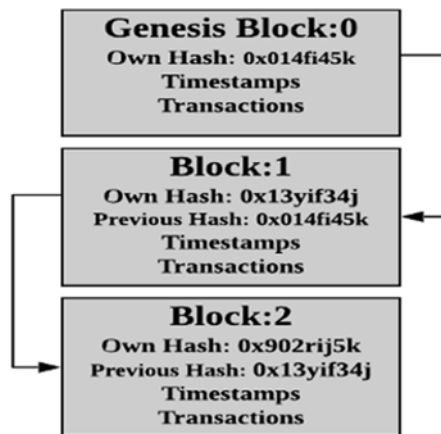 Genesis Block:0
Own Hash: 0x014fi45k
Timestamps
Transactions
Block:1
Own Hash: 0x13yif34j
Previous Hash: 0x014fi45k
Timestamps
Transactions
Block:2
Own Hash: 0x902rij5k
Previous Hash: 0x13yif34j
Timestamps
Transactions